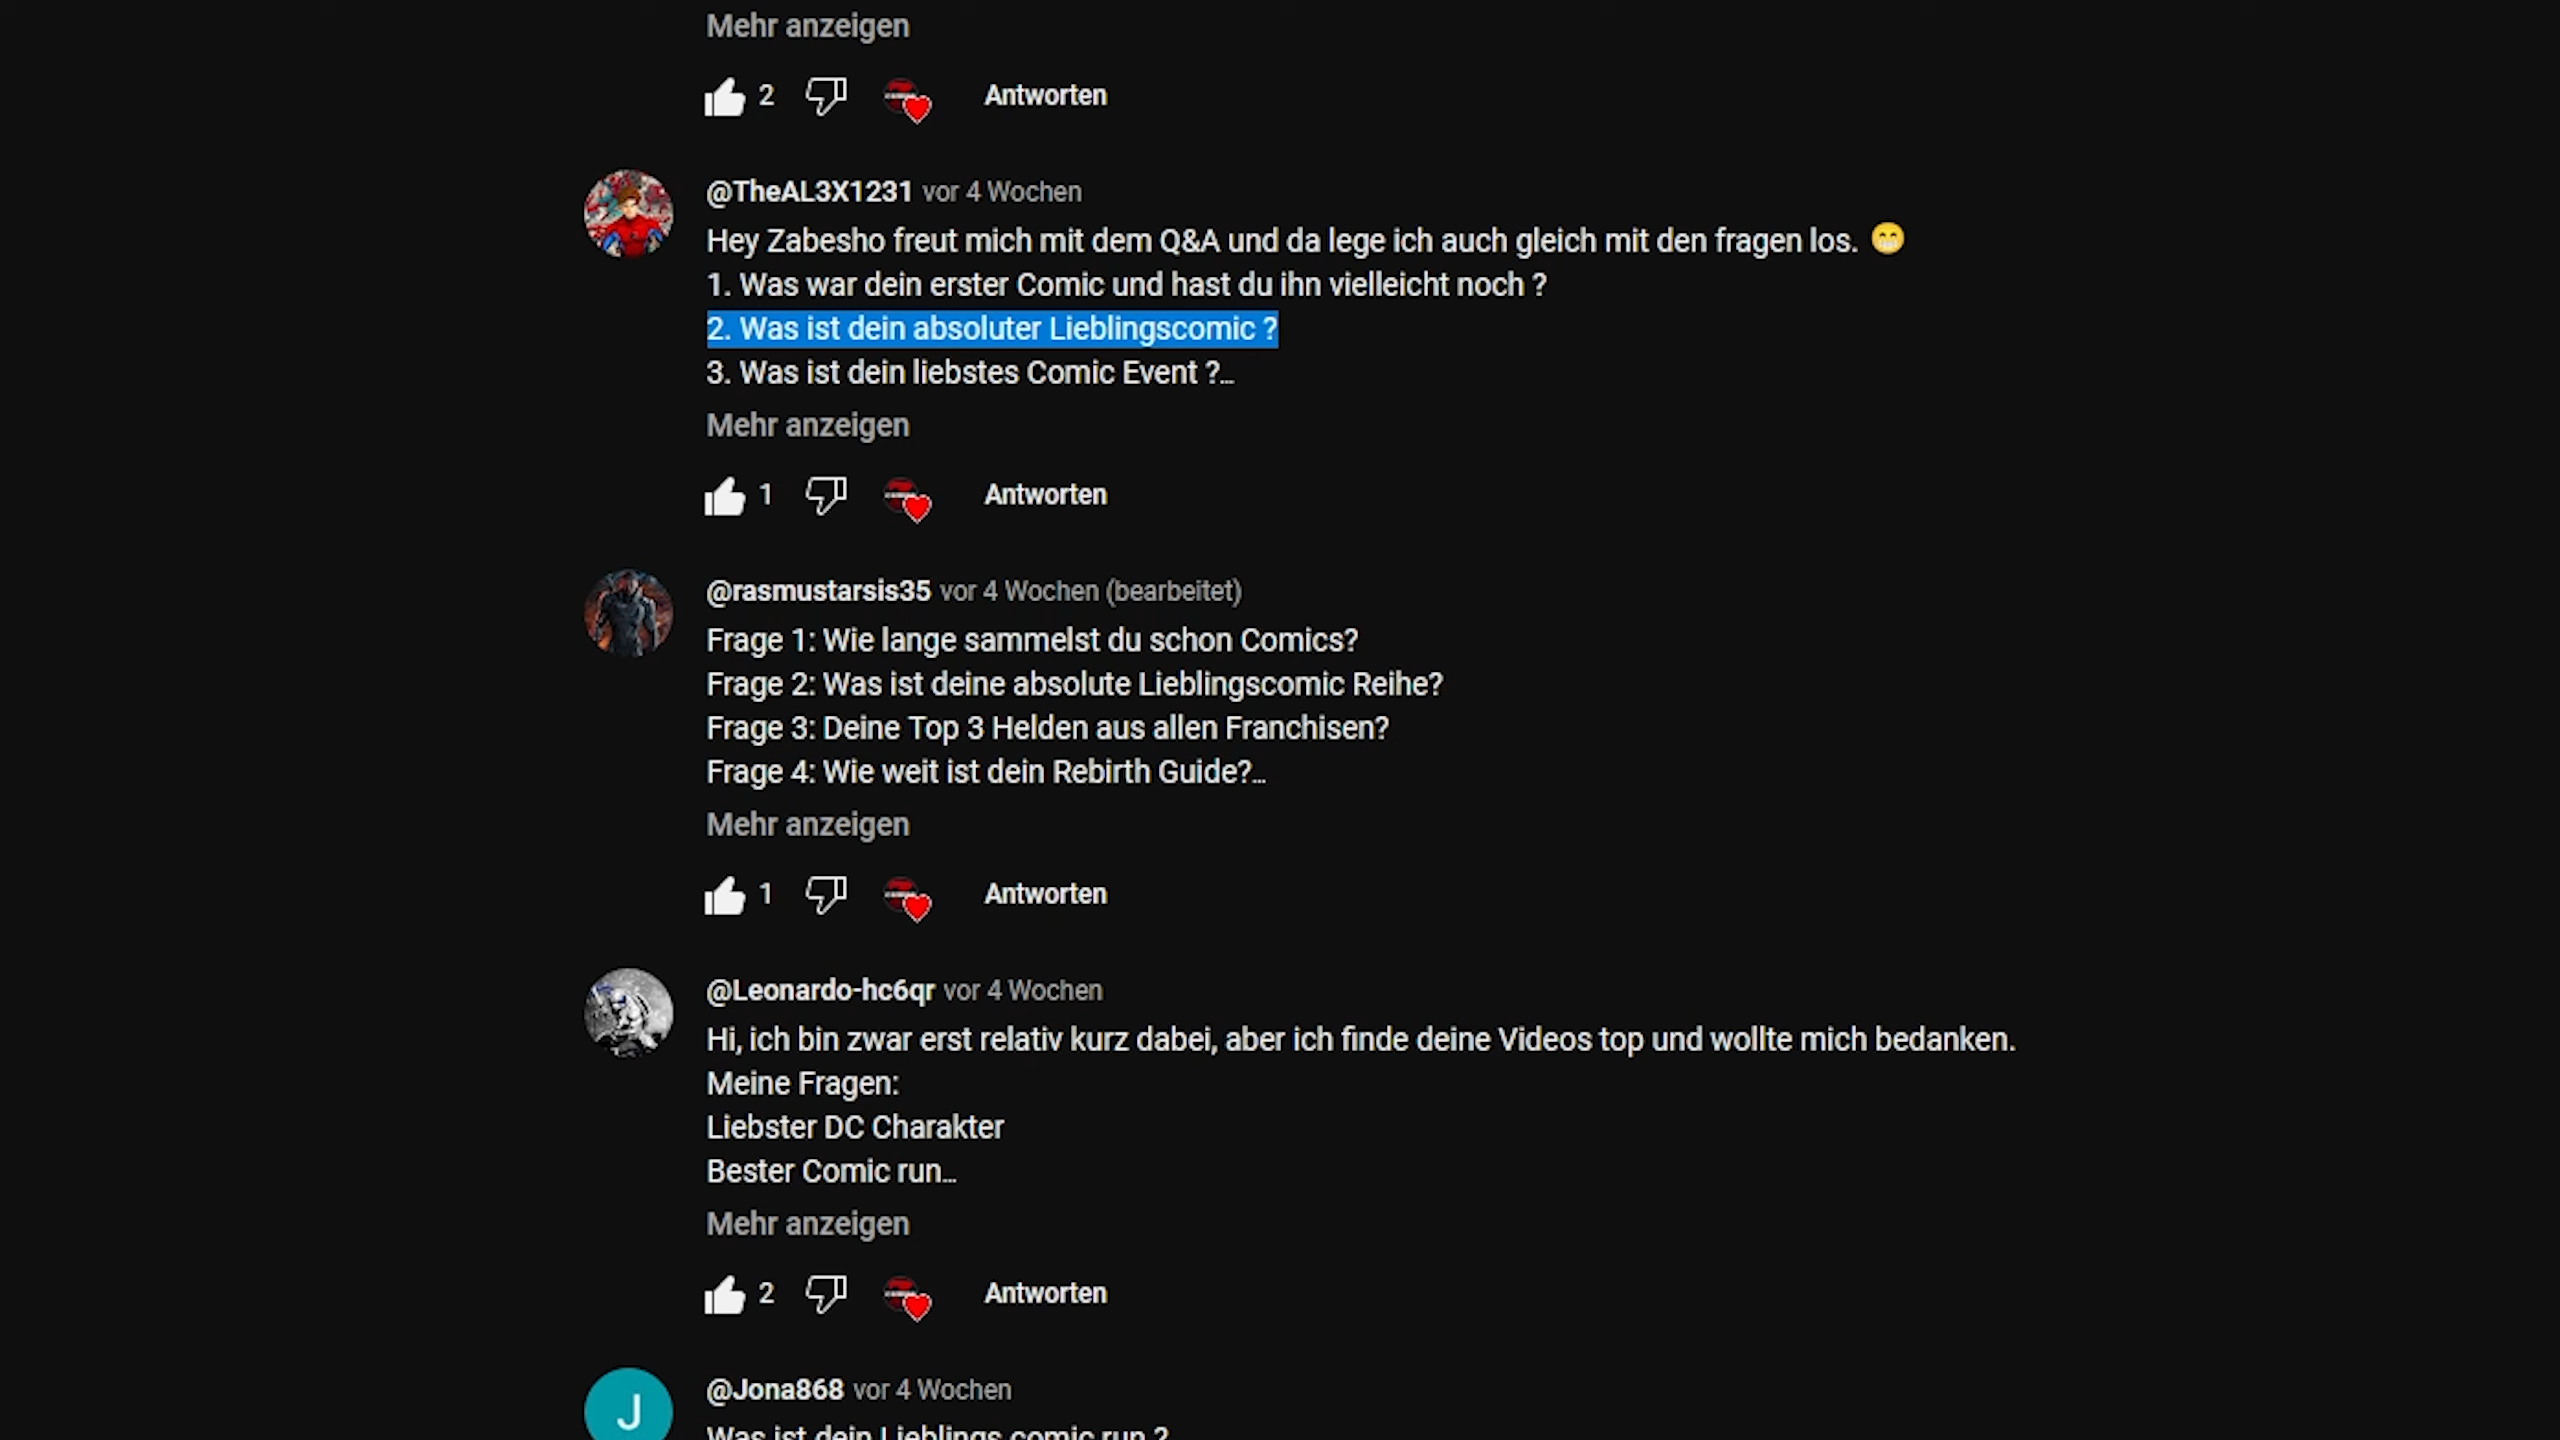 Mehr anzeigen
2
Antworten
@TheAL3X1231 vor 4 Wochen
Hey Zabesho freut mich mit dem Q&A und da lege ich auch gleich mit den fragen los. 😁
1. Was war dein erster Comic und hast du ihn vielleicht noch ?
2. Was ist dein absoluter Lieblingscomic ?
3. Was ist dein liebstes Comic Event ?...
Mehr anzeigen
1
Antworten
@rasmustarsis35 vor 4 Wochen (bearbeitet)
Frage 1: Wie lange sammelst du schon Comics?
Frage 2: Was ist deine absolute Lieblingscomic Reihe?
Frage 3: Deine Top 3 Helden aus allen Franchisen?
Frage 4: Wie weit ist dein Rebirth Guide?...
Mehr anzeigen
1
Antworten
@Leonardo-hc6qr vor 4 Wochen
Hi, ich bin zwar erst relativ kurz dabei, aber ich finde deine Videos top und wollte mich bedanken.
Meine Fragen:
Liebster DC Charakter
Bester Comic run...
Mehr anzeigen
2
Antworten
J
@Jona868 vor 4 Wochen
Was ist dein Lieblings comic run ?